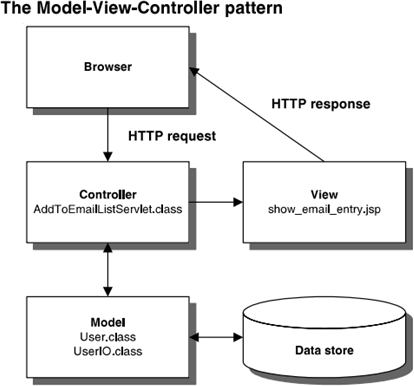 The Model-View-Controller pattern
Browser
HTTP response
HTTP request
Controller
AddToEmailListServlet.class
View
show_email_entry.jsp
Model
User.class
UserIO.class
Data store